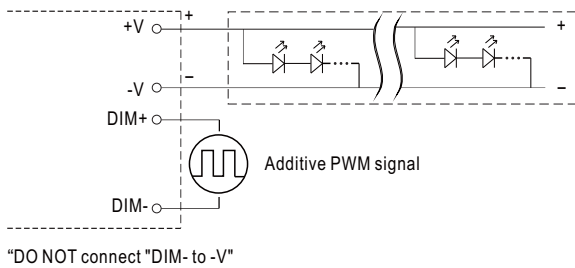 +V + +
-V – –
DIM+
Additive PWM signal
DIM-
“DO NOT connect "DIM- to -V"